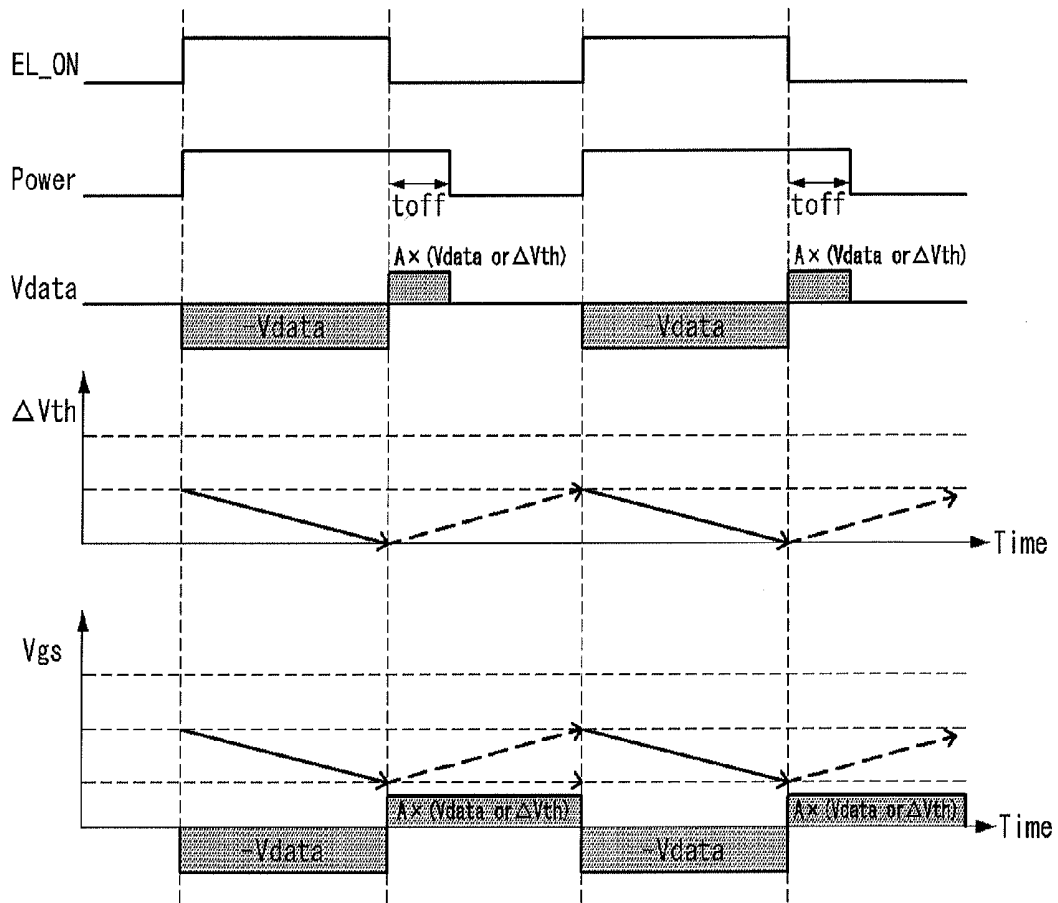 EL_ON
Power
toff
toff
A× (Vdata or ΔVth)
A× (Vdata or ΔVth)
Vdata
-Vdata
-Vdata
ΔVth
Time
Vgs
A× (Vdata or ΔVth)
A× (Vdata or ΔVth)
Time
-Vdata
-Vdata